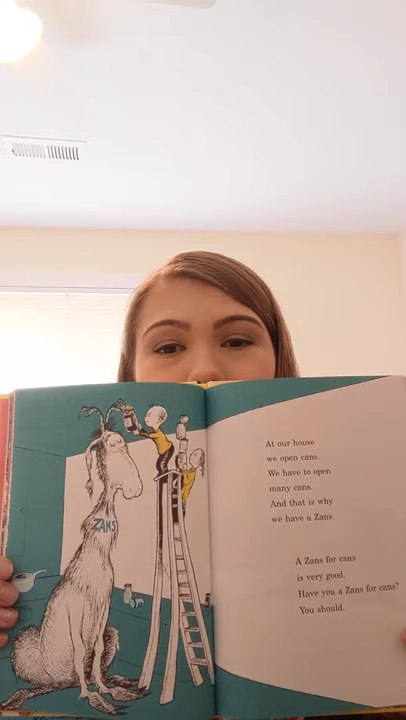 ZANS
At our house
we open cans.
We have to open
many cans.
And that is why
we have a Zans.
A Zans for cans
is very good.
Have you a Zans for cans?
You should.